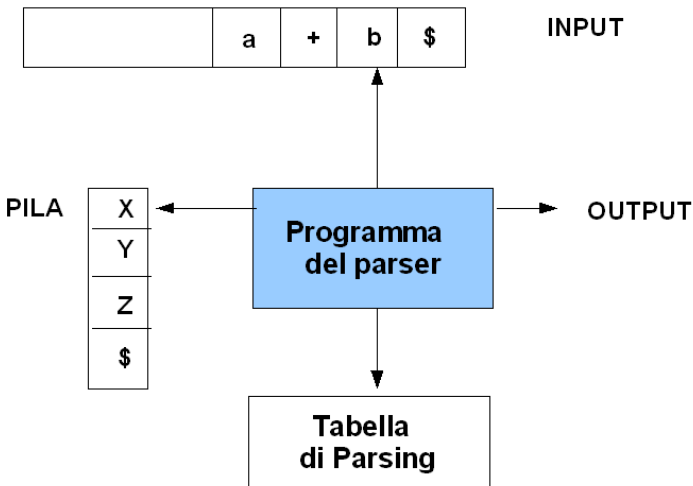 a + b $ INPUT
PILA X OUTPUT
Y
Z
$
Programma
del parser
Tabella
di Parsing